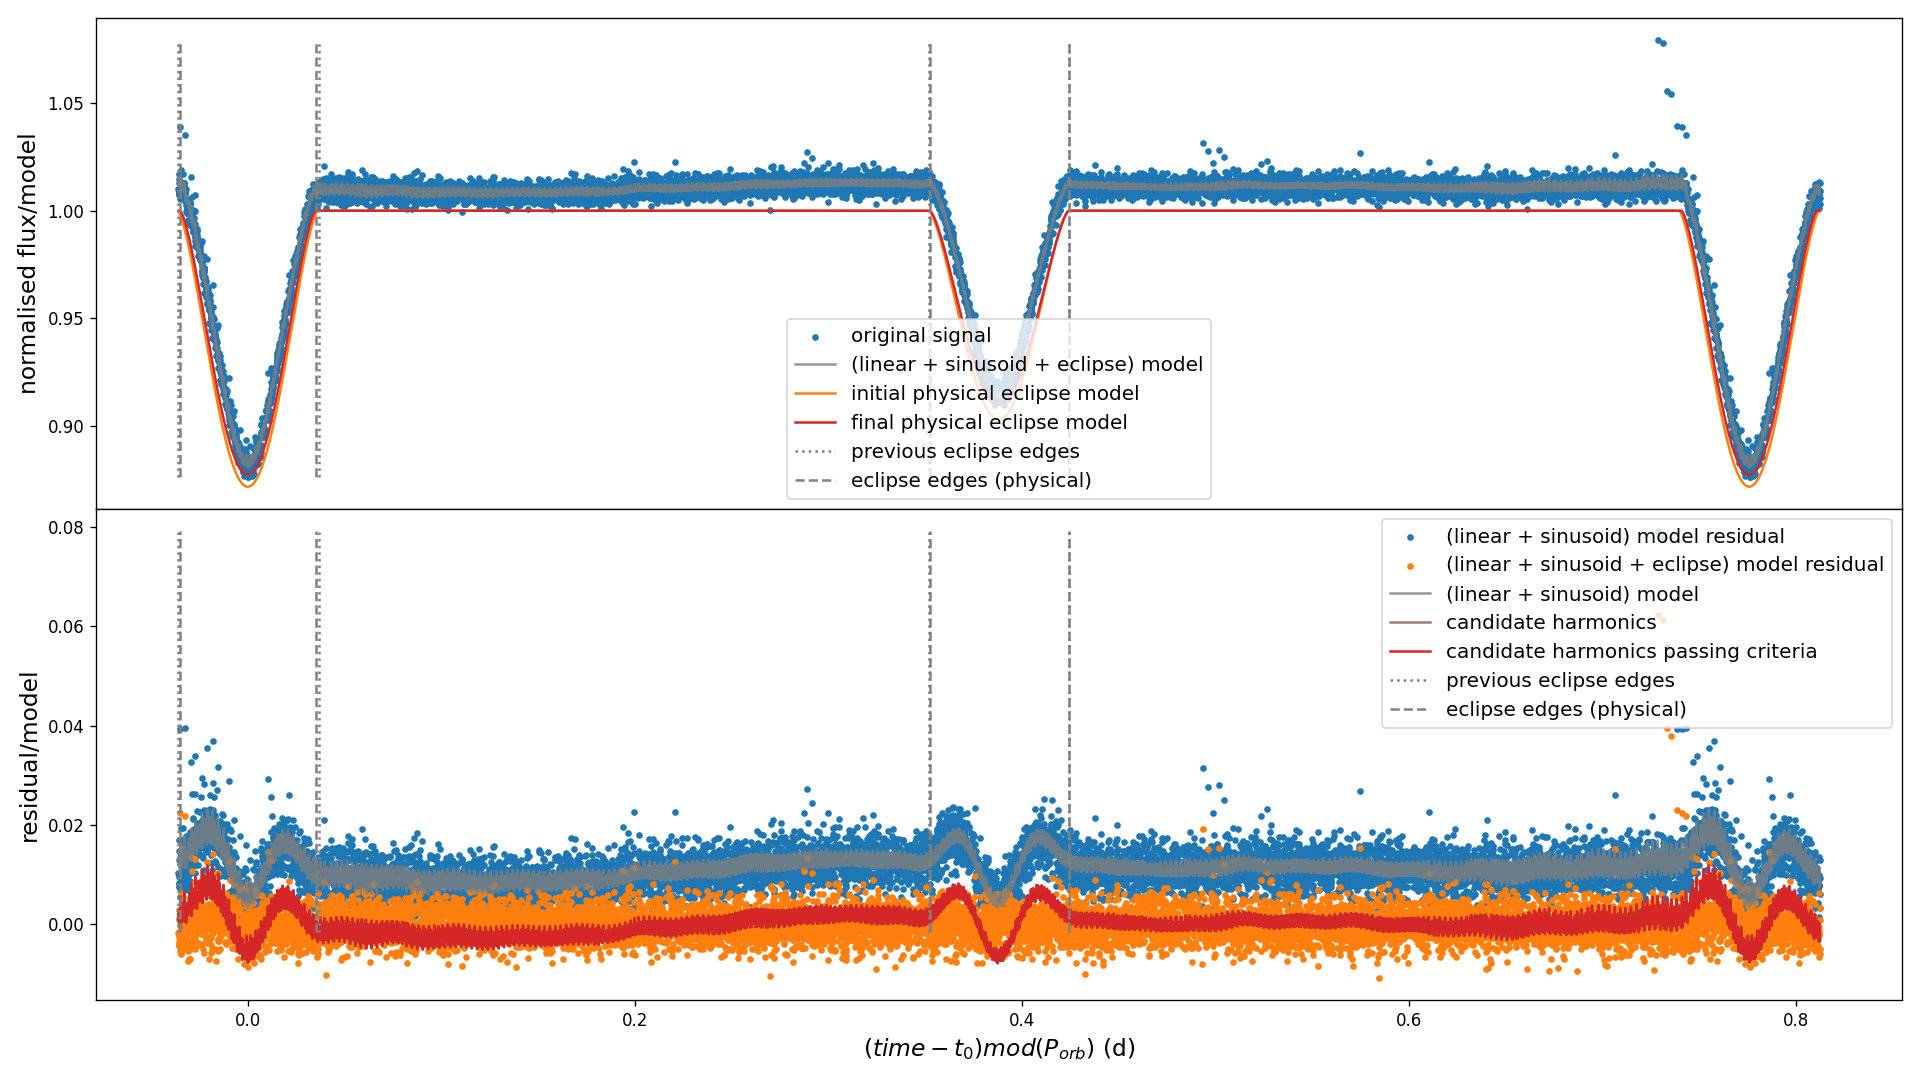 normalised flux/model
1.05
1.00
0.95
0.90
original signal
(linear + sinusoid + eclipse) model
initial physical eclipse model
final physical eclipse model
previous eclipse edges
eclipse edges (physical)
residual/model
0.08
0.06
0.04
0.02
0.00
(linear + sinusoid) model residual
(linear + sinusoid + eclipse) model residual
(linear + sinusoid) model
candidate harmonics
candidate harmonics passing criteria
previous eclipse edges
eclipse edges (physical)
0.0 0.2 0.4 0.6 0.8
(time − t₀)mod(Pₒᵣb) (d)